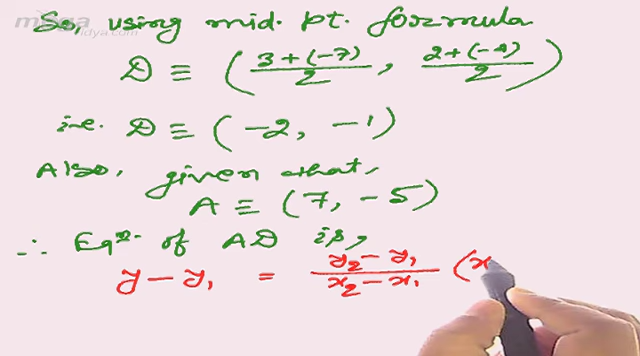 So, using mid. pt. formula
D ≡ ( 3+(-7)/2 , 2+(-4)/2 )
i.e. D ≡ (-2, -1)
Also, given that,
A ≡ (7, -5)
∴ Eqⁿ. of AD is,
y - y₁ = y₂ - y₁ / x₂ - x₁ (x